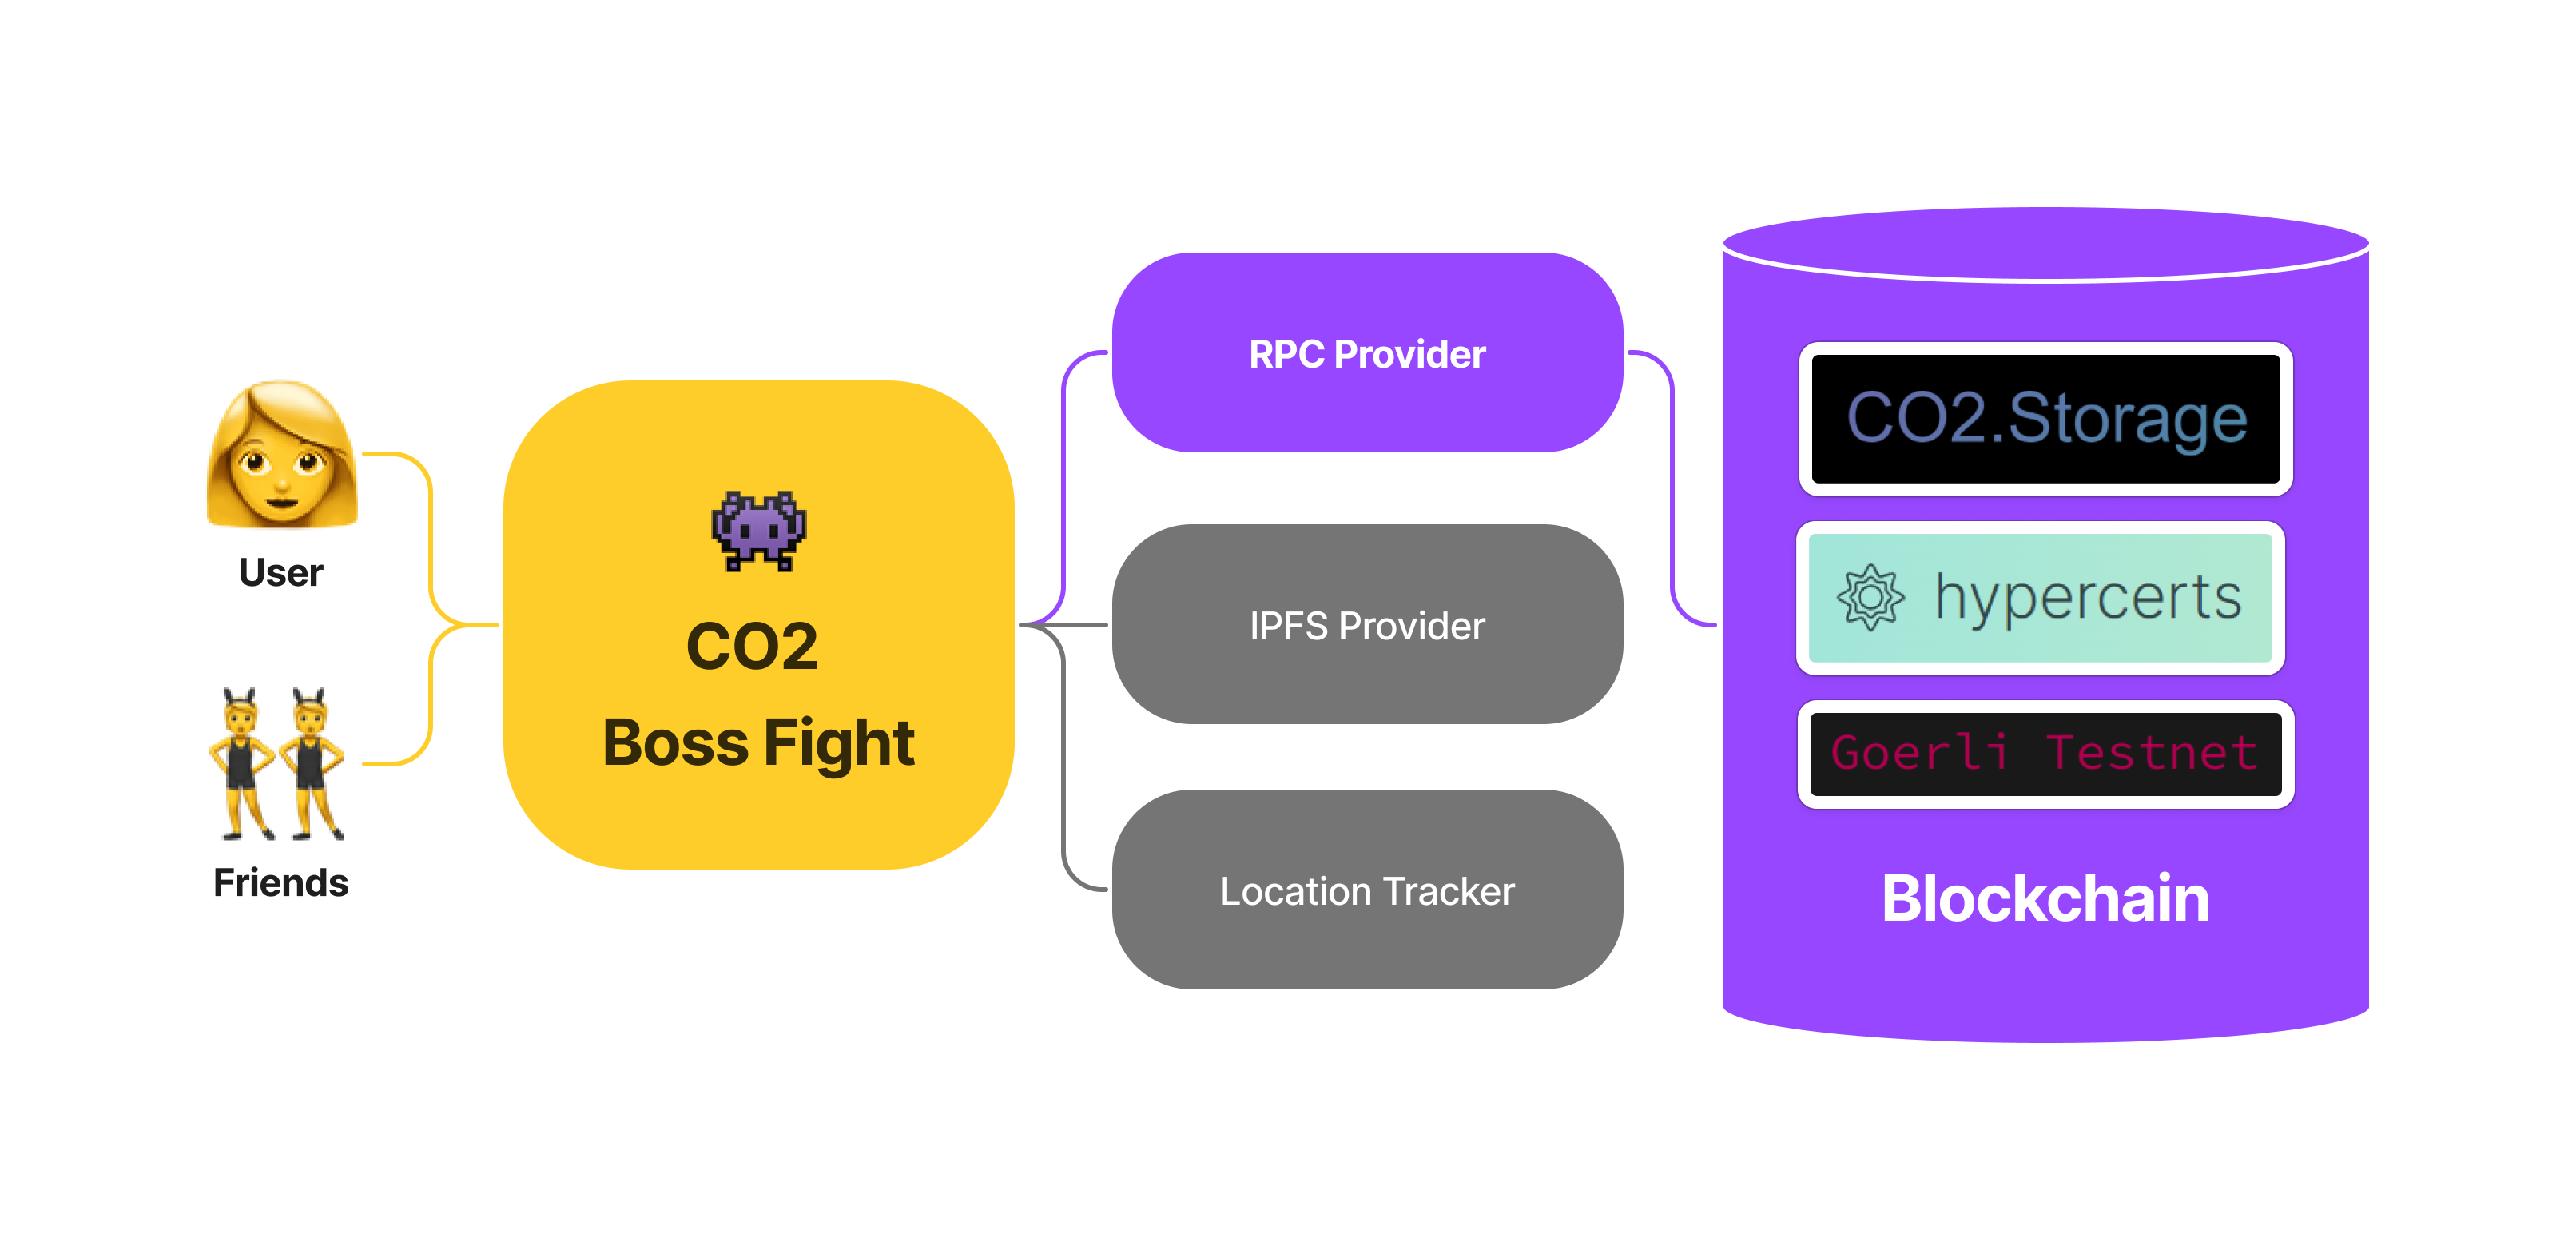 User
Friends
CO2
Boss Fight
RPC Provider
IPFS Provider
Location Tracker
CO2.Storage
hypercerts
Goerli Testnet
Blockchain